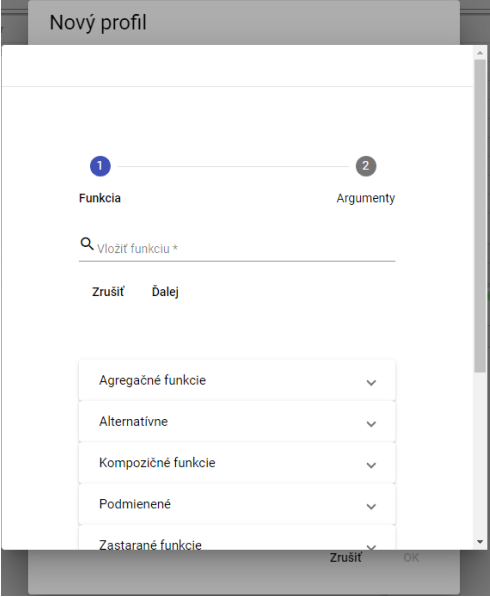 Nový profil
1
2
Funkcia
Argumenty
Vložiť funkciu *
Zrušiť
Ďalej
Agregačné funkcie
Alternatívne
Kompozičné funkcie
Podmienené
Zastarané funkcie
Zrušiť
OK